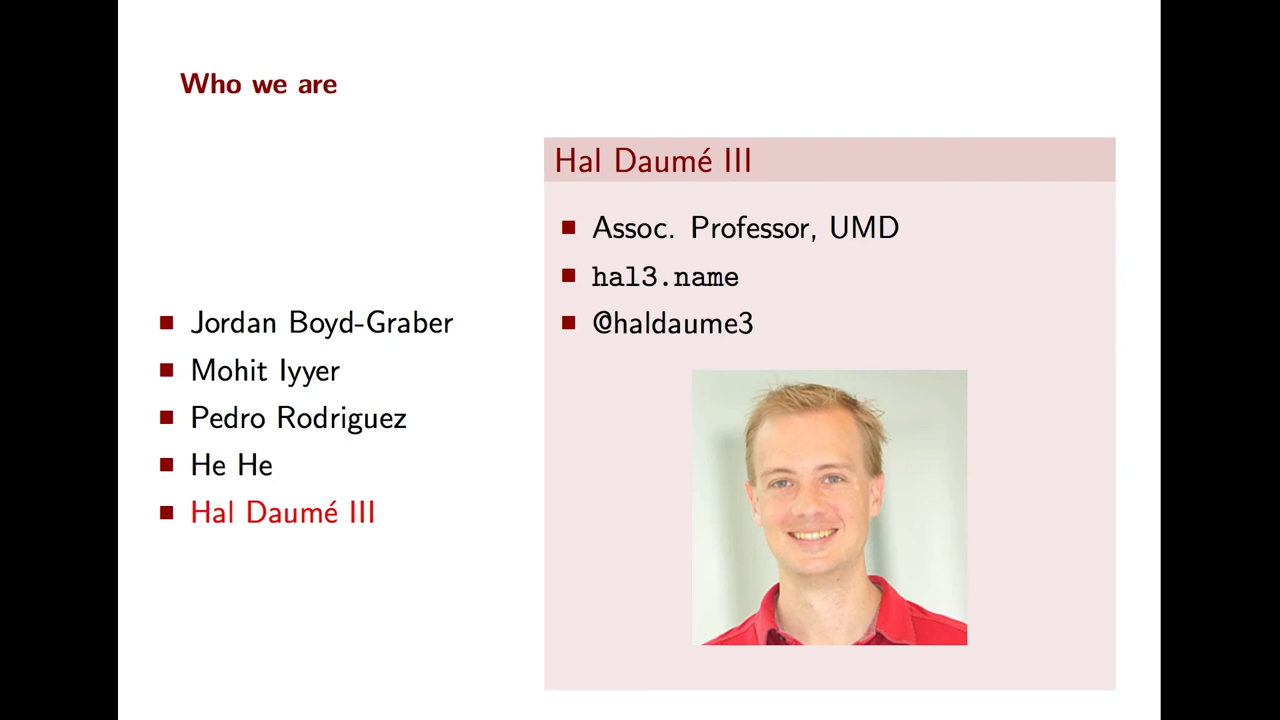 Who we are
Jordan Boyd-Graber
Mohit Iyyer
Pedro Rodriguez
He He
Hal Daumé III
Hal Daumé III
Assoc. Professor, UMD
hal3.name
@haldaume3